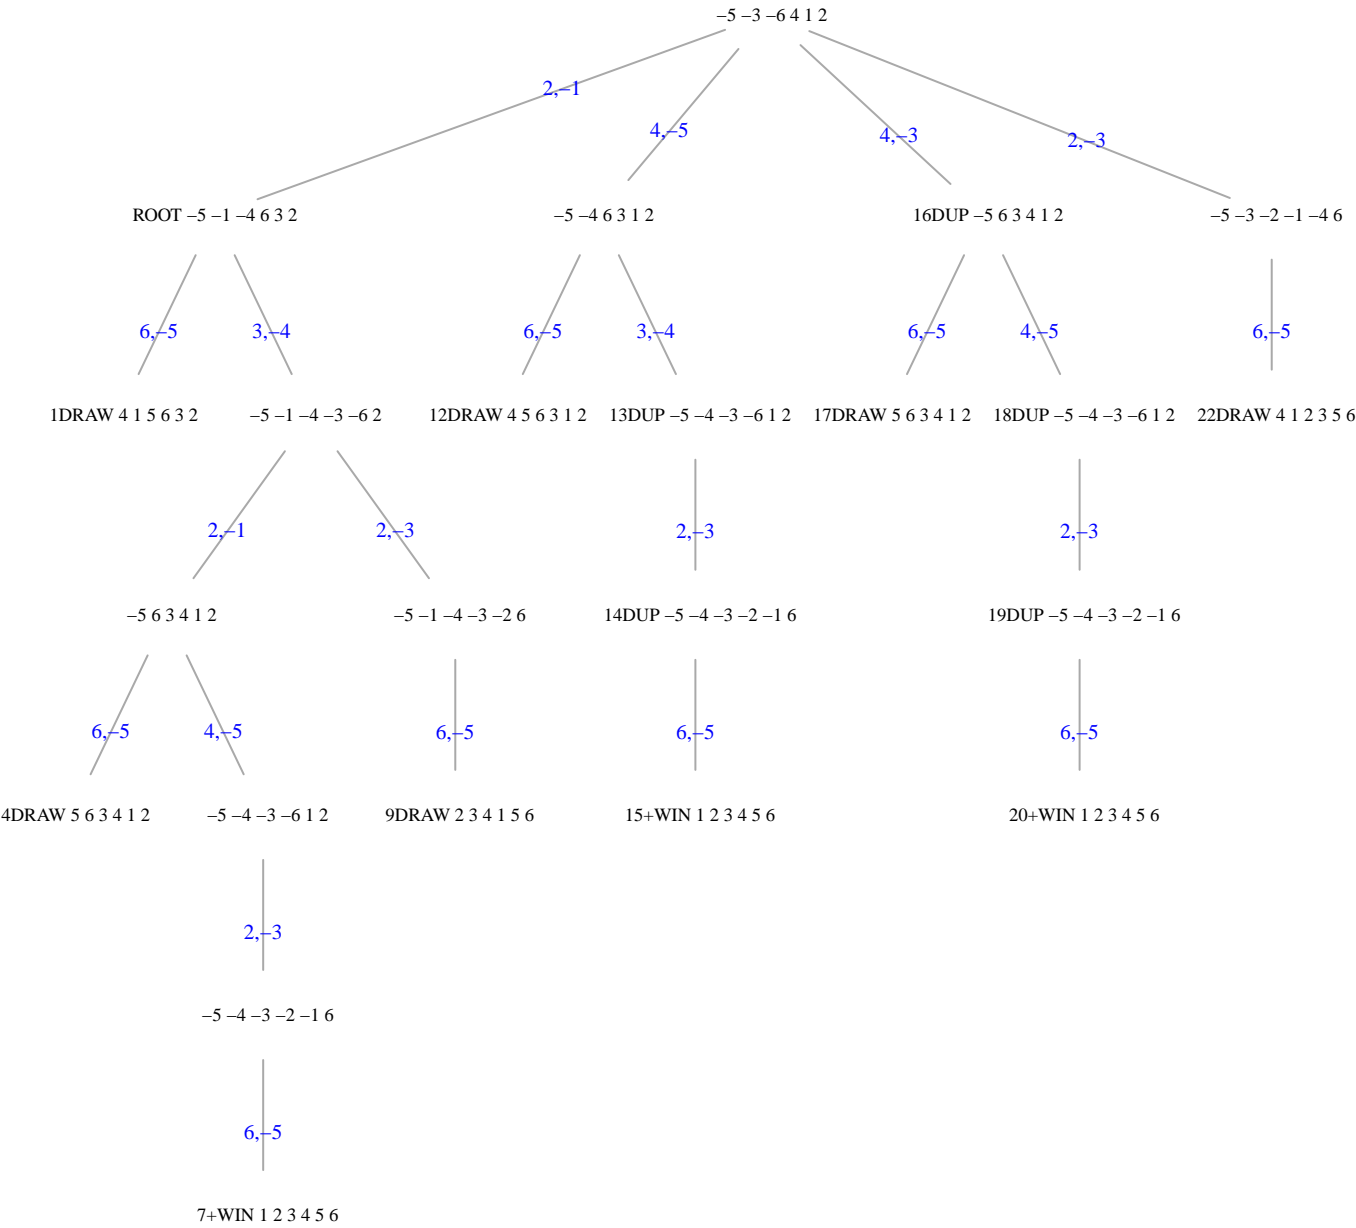 –5 –3 –6 4 1 2
2,–1
4,–5
4,–3
2,–3
ROOT –5 –1 –4 6 3 2
–5 –4 6 3 1 2
16DUP –5 6 3 4 1 2
–5 –3 –2 –1 –4 6
6,–5
3,–4
6,–5
3,–4
6,–5
4,–5
6,–5
1DRAW 4 1 5 6 3 2
–5 –1 –4 –3 –6 2
12DRAW 4 5 6 3 1 2
13DUP –5 –4 –3 –6 1 2
17DRAW 5 6 3 4 1 2
18DUP –5 –4 –3 –6 1 2
22DRAW 4 1 2 3 5 6
2,–1
2,–3
2,–3
2,–3
–5 6 3 4 1 2
–5 –1 –4 –3 –2 6
14DUP –5 –4 –3 –2 –1 6
19DUP –5 –4 –3 –2 –1 6
6,–5
4,–5
6,–5
6,–5
6,–5
4DRAW 5 6 3 4 1 2
–5 –4 –3 –6 1 2
9DRAW 2 3 4 1 5 6
15+WIN 1 2 3 4 5 6
20+WIN 1 2 3 4 5 6
2,–3
–5 –4 –3 –2 –1 6
6,–5
7+WIN 1 2 3 4 5 6